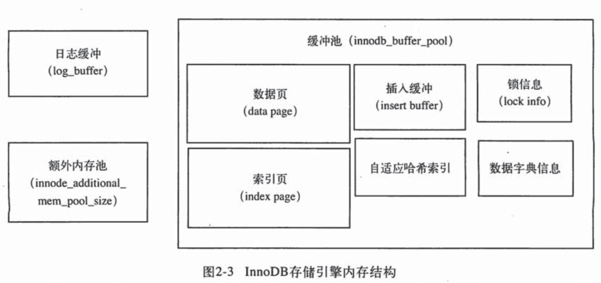 日志缓冲
(log_buffer)
额外内存池
(innode_additional_
mem_pool_size)
缓冲池（innodb_buffer_pool）
数据页
(data page)
插入缓冲
(insert buffer)
锁信息
(lock info)
索引页
(index page)
自适应哈希索引
数据字典信息
图2-3 InnoDB存储引擎内存结构